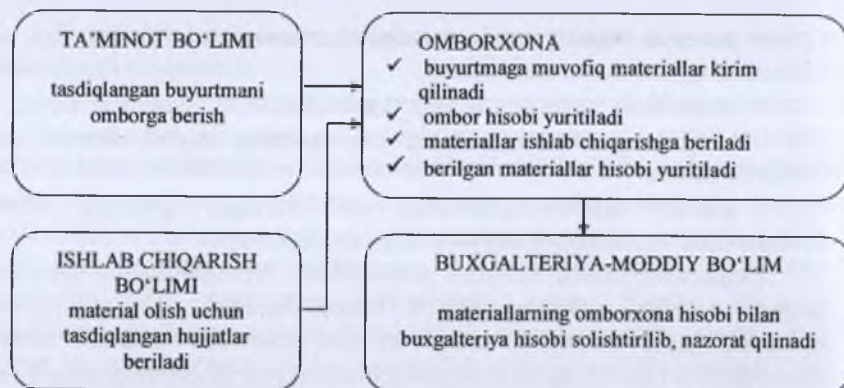 TA'MINOT BO‘LIMI
tasdiqlangan buyurtmani
omborga berish
OMBORXONA
✓ buyurtmaga muvofiq materiallar kirim
qilinadi
✓ ombor hisobi yuritiladi
✓ materiallar ishlab chiqarishga beriladi
✓ berilgan materiallar hisobi yuritiladi
ISHLAB CHIQARISH
BO‘LIMI
material olish uchun
tasdiqlangan hujjatlar
beriladi
BUXGALTERIYA-MODDIY BO‘LIM
materiallarning omborxona hisobi bilan
buxgalteriya hisobi solishtirilib, nazorat qilinadi